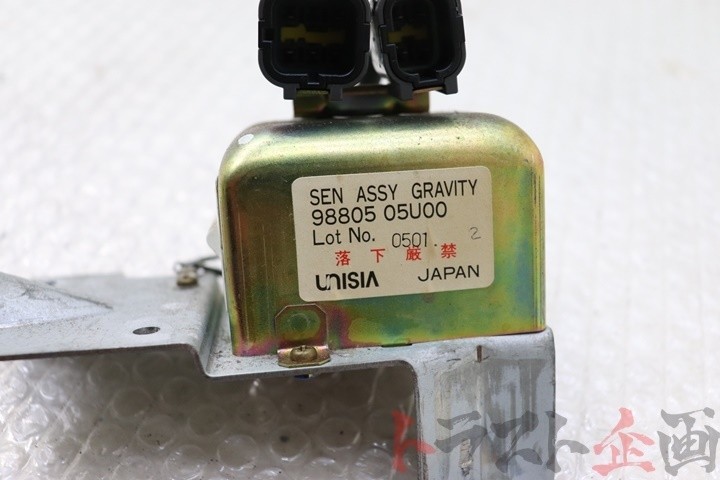 SEN ASSY GRAVITY
98805 05U00
Lot No. 0501. 2
落下厳禁
UNISIA JAPAN
トラスト企画